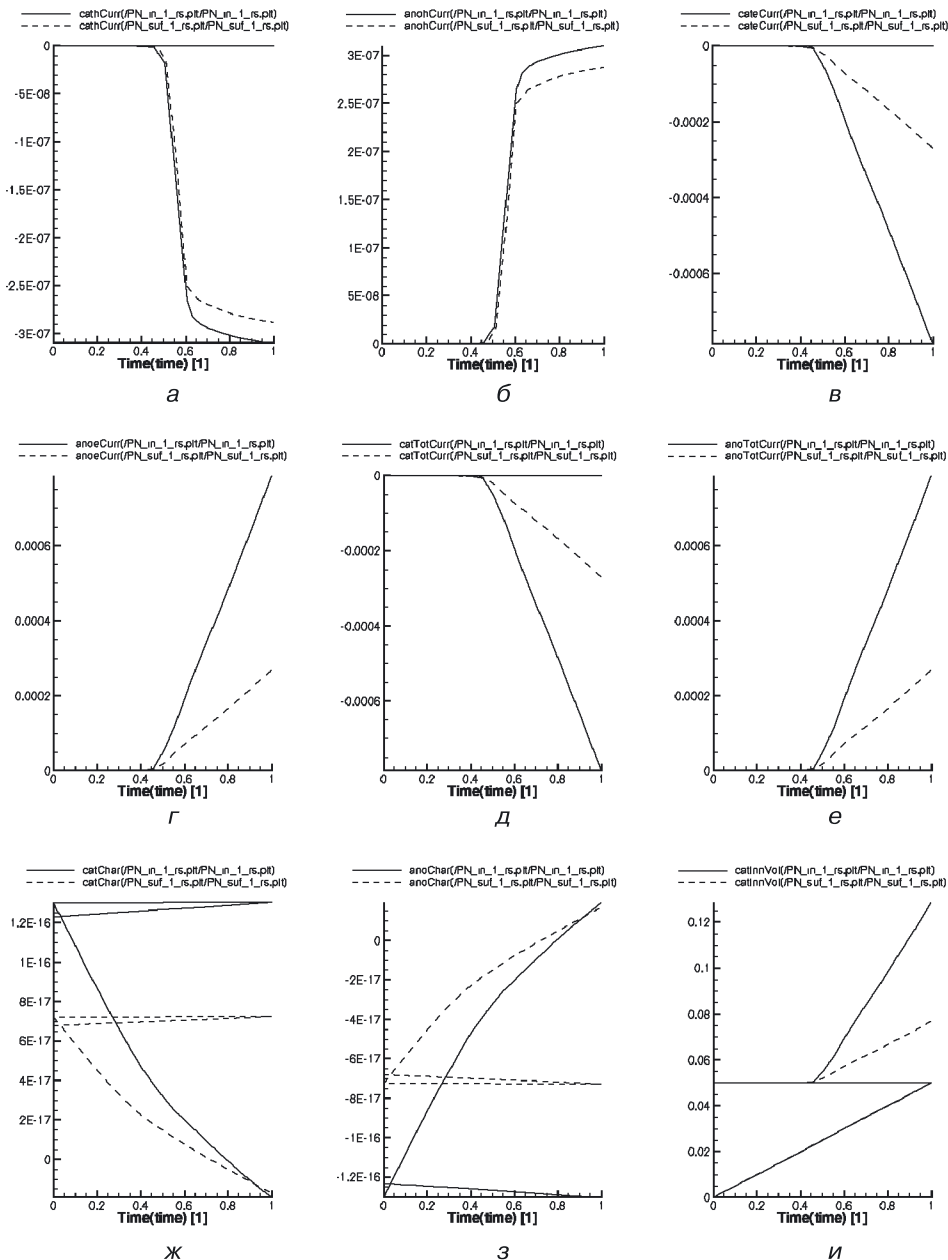 cathCurr(/PN_in_1_rs.plt/PN_in_1_rs.plt)
cathCurr(/PN_suf_1_rs.plt/PN_suf_1_rs.plt)
0
-5E-08
-1E-07
-1.5E-07
-2E-07
-2.5E-07
-3E-07
0 0.2 0.4 0.6 0.8 1
Time(time) [1]
а
anohCurr(/PN_in_1_rs.plt/PN_in_1_rs.plt)
anohCurr(/PN_suf_1_rs.plt/PN_suf_1_rs.plt)
3E-07
2.5E-07
2E-07
1.5E-07
1E-07
5E-08
0
0 0.2 0.4 0.6 0.8 1
Time(time) [1]
б
cateCurr(/PN_in_1_rs.plt/PN_in_1_rs.plt)
cateCurr(/PN_suf_1_rs.plt/PN_suf_1_rs.plt)
0
-0.0002
-0.0004
-0.0006
0 0.2 0.4 0.6 0.8 1
Time(time) [1]
в
anoeCurr(/PN_in_1_rs.plt/PN_in_1_rs.plt)
anoeCurr(/PN_suf_1_rs.plt/PN_suf_1_rs.plt)
0.0006
0.0004
0.0002
0
0 0.2 0.4 0.6 0.8 1
Time(time) [1]
г
catTotCurr(/PN_in_1_rs.plt/PN_in_1_rs.plt)
catTotCurr(/PN_suf_1_rs.plt/PN_suf_1_rs.plt)
0
-0.0002
-0.0004
-0.0006
0 0.2 0.4 0.6 0.8 1
Time(time) [1]
д
anoTotCurr(/PN_in_1_rs.plt/PN_in_1_rs.plt)
anoTotCurr(/PN_suf_1_rs.plt/PN_suf_1_rs.plt)
0.0006
0.0004
0.0002
0
0 0.2 0.4 0.6 0.8 1
Time(time) [1]
е
catChar(/PN_in_1_rs.plt/PN_in_1_rs.plt)
catChar(/PN_suf_1_rs.plt/PN_suf_1_rs.plt)
1.2E-16
1E-16
8E-17
6E-17
4E-17
2E-17
0
0 0.2 0.4 0.6 0.8 1
Time(time) [1]
ж
anoChar(/PN_in_1_rs.plt/PN_in_1_rs.plt)
anoChar(/PN_suf_1_rs.plt/PN_suf_1_rs.plt)
0
-2E-17
-4E-17
-6E-17
-8E-17
-1E-16
-1.2E-16
0 0.2 0.4 0.6 0.8 1
Time(time) [1]
з
catInnVol(/PN_in_1_rs.plt/PN_in_1_rs.plt)
catInnVol(/PN_suf_1_rs.plt/PN_suf_1_rs.plt)
0.12
0.1
0.08
0.06
0.04
0.02
0
0 0.2 0.4 0.6 0.8 1
Time(time) [1]
и